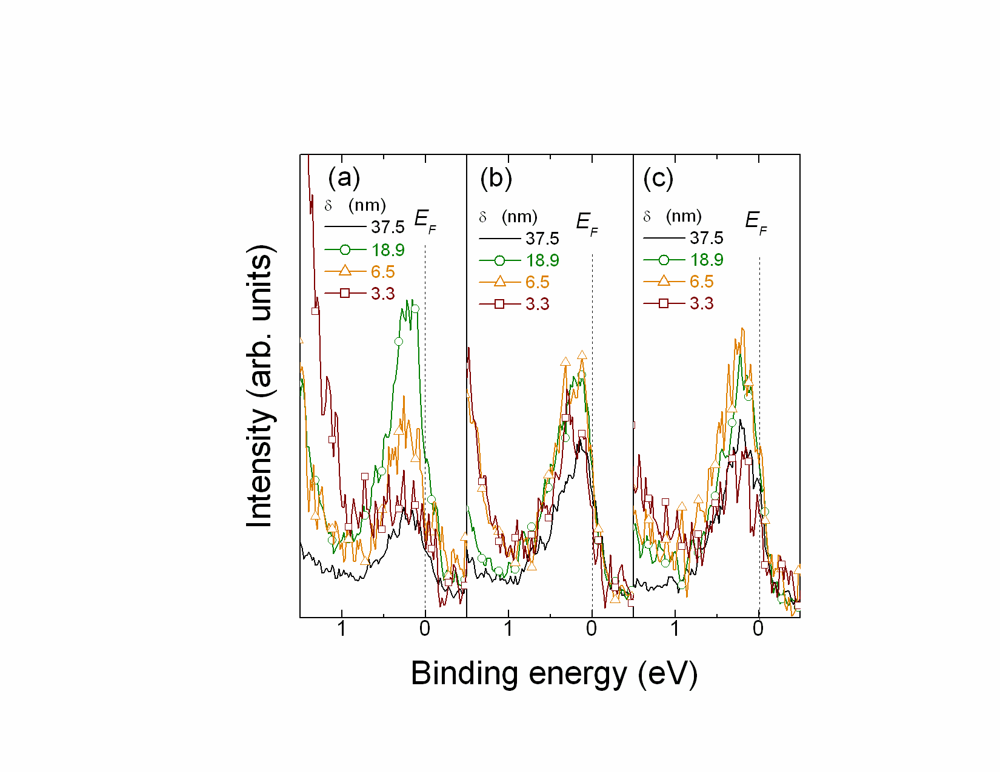 (a)
δ (nm)
37.5
18.9
6.5
3.3
E_F
(b)
δ (nm)
37.5
18.9
6.5
3.3
E_F
(c)
δ (nm)
37.5
18.9
6.5
3.3
E_F
Intensity (arb. units)
1 0 1 0 1 0
Binding energy (eV)